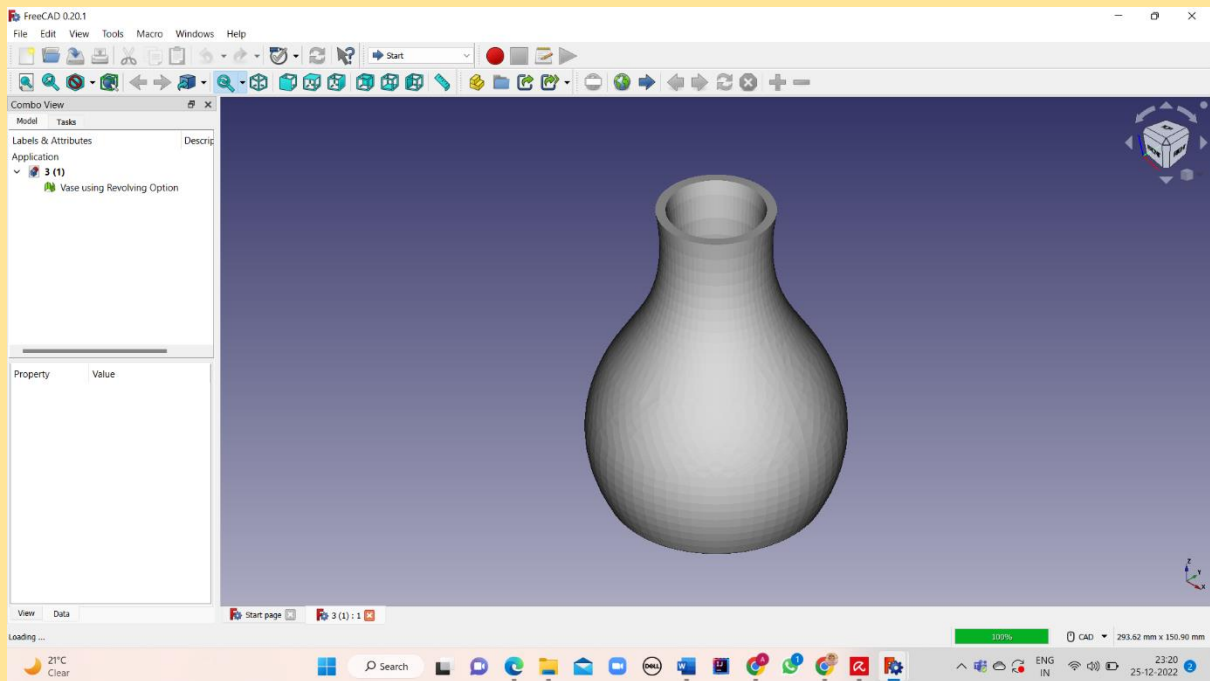 FreeCAD 0.20.1
File Edit View Tools Macro Windows Help
Start
Combo View
Model Tasks
Labels & Attributes Descrip
Application
3 (1)
Vase using Revolving Option
Property Value
View Data
Start page 3 (1) : 1
Loading ...
100% CAD 293.62 mm x 150.90 mm
21°C
Clear
Search
DELL
ENG
IN
23:20
25-12-2022
2
Z
Y
X